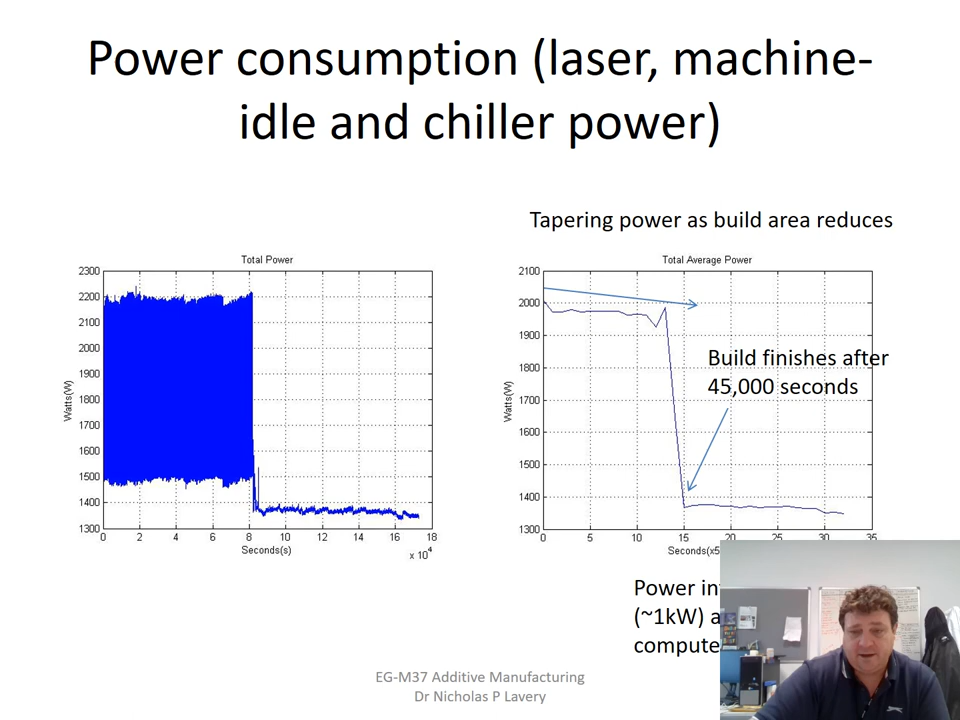 Power consumption (laser, machine-
idle and chiller power)
Tapering power as build area reduces
Total Power
2300
2200
2100
2000
1900
1800
1700
1600
1500
1400
1300
Watts(W)
0 2 4 6 8 10 12 14 16 18
Seconds(s)
x 10^4
Total Average Power
2100
2000
1900
1800
1700
1600
1500
1400
1300
Watts(W)
0 5 10 15 20 25 30 35
Seconds(x5
Build finishes after
45,000 seconds
Power in
(~1kW) a
compute
EG-M37 Additive Manufacturing
Dr Nicholas P Lavery